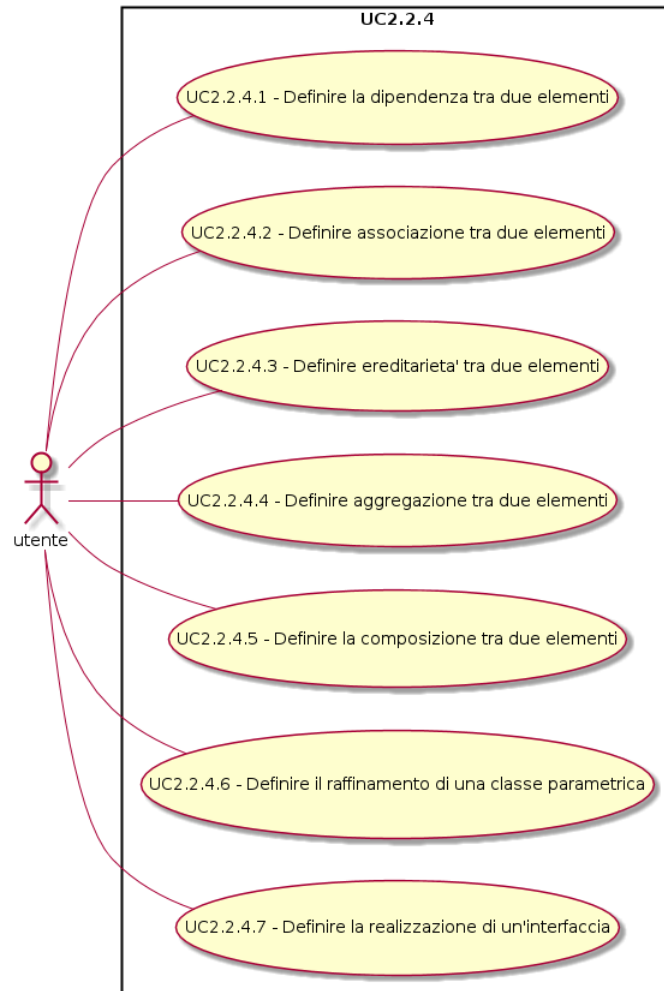 UC2.2.4
UC2.2.4.1 - Definire la dipendenza tra due elementi
UC2.2.4.2 - Definire associazione tra due elementi
UC2.2.4.3 - Definire ereditarieta' tra due elementi
UC2.2.4.4 - Definire aggregazione tra due elementi
utente
UC2.2.4.5 - Definire la composizione tra due elementi
UC2.2.4.6 - Definire il raffinamento di una classe parametrica
UC2.2.4.7 - Definire la realizzazione di un'interfaccia